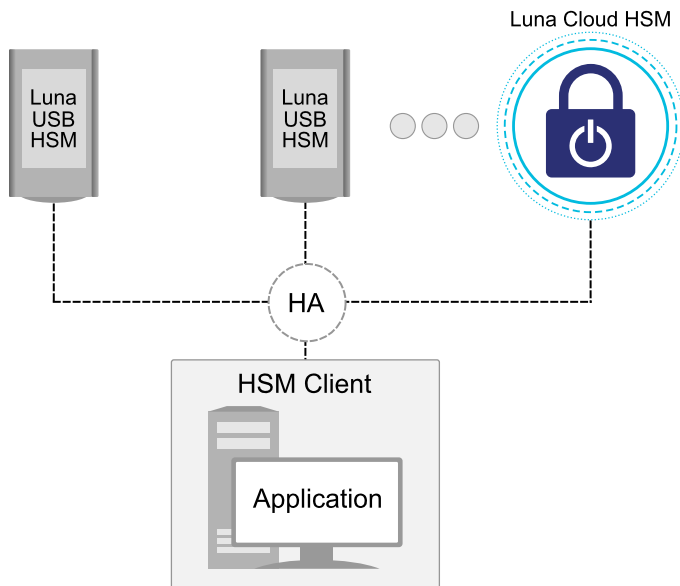 Luna Cloud HSM
Luna
USB
HSM
Luna
USB
HSM
HA
HSM Client
Application